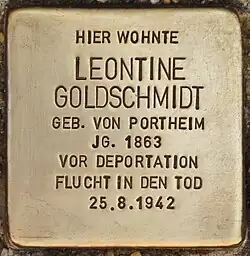 HIER WOHNTE
LEONTINE
GOLDSCHMIDT
GEB. VON PORTHEIM
JG. 1863
VOR DEPORTATION
FLUCHT IN DEN TOD
25.8.1942